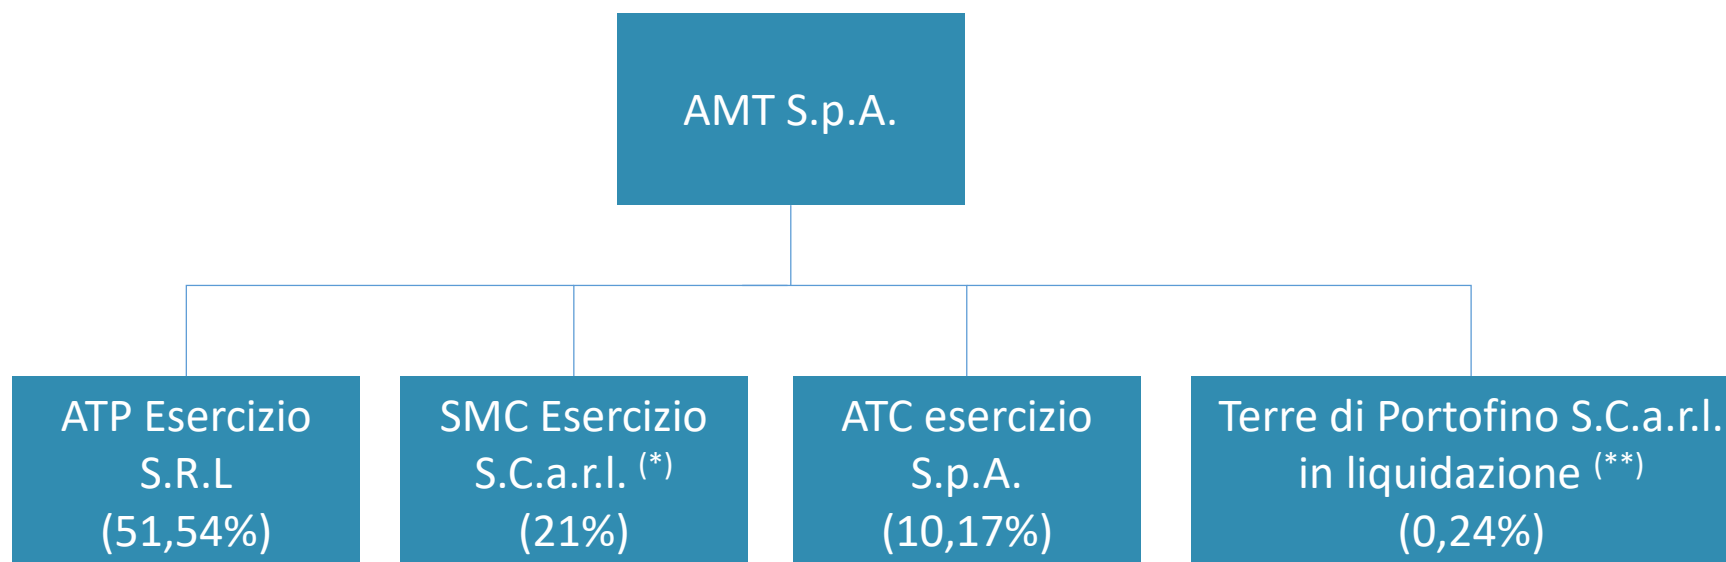 AMT S.p.A.
ATP Esercizio
S.R.L
(51,54%)
SMC Esercizio
S.C.a.r.l. (*)
(21%)
ATC esercizio
S.p.A.
(10,17%)
Terre di Portofino S.C.a.r.l.
in liquidazione (**)
(0,24%)